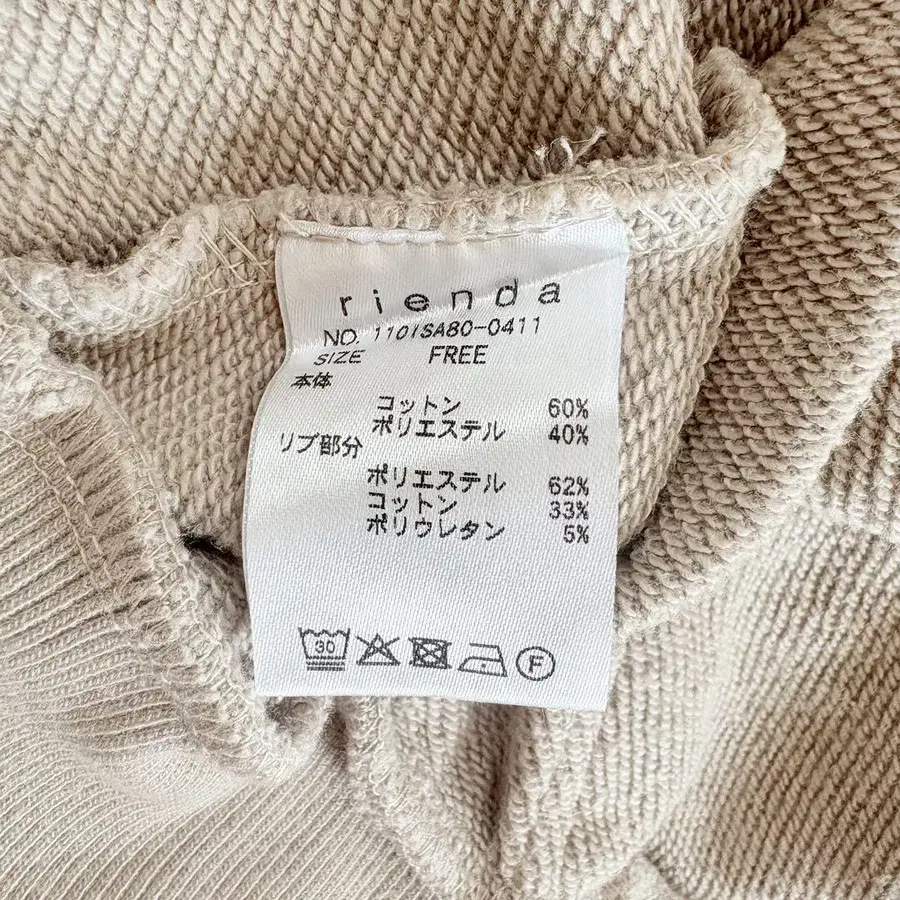 rienda
NO. 1101SA80-0411
SIZE FREE
本体
コットン 60%
ポリエステル 40%
リブ部分
ポリエステル 62%
コットン 33%
ポリウレタン 5%
30 F